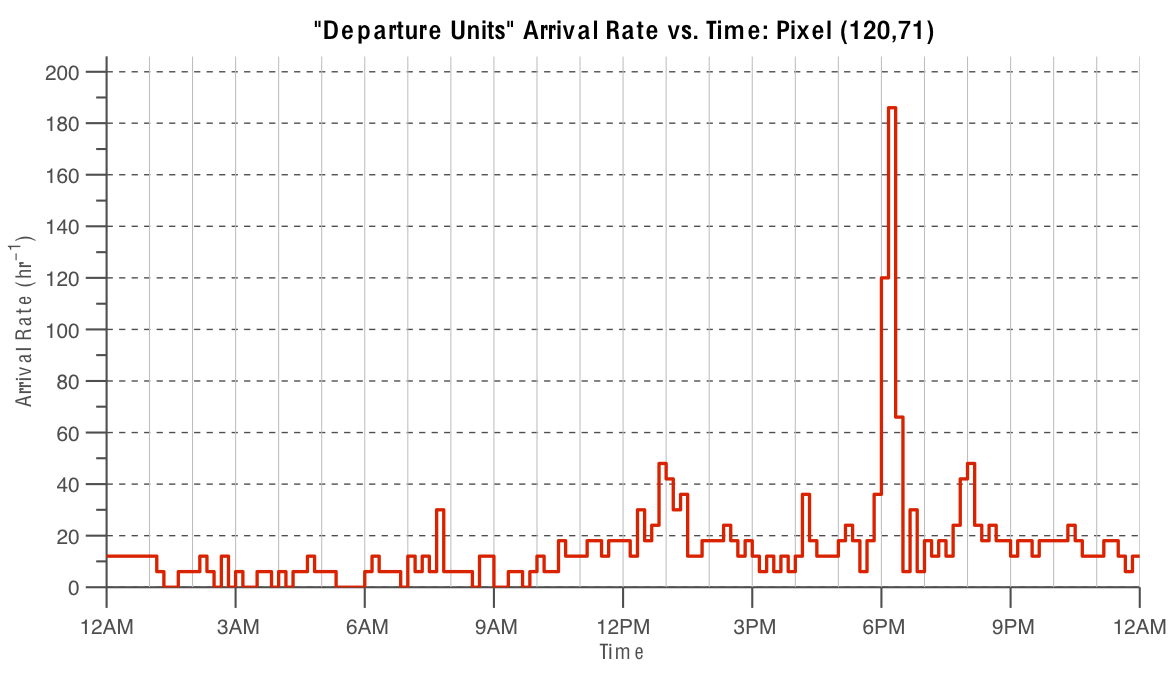 "Departure Units" Arrival Rate vs. Time: Pixel (120,71)
Arrival Rate (hr⁻¹)
200
180
160
140
120
100
80
60
40
20
0
12AM 3AM 6AM 9AM 12PM 3PM 6PM 9PM 12AM
Time